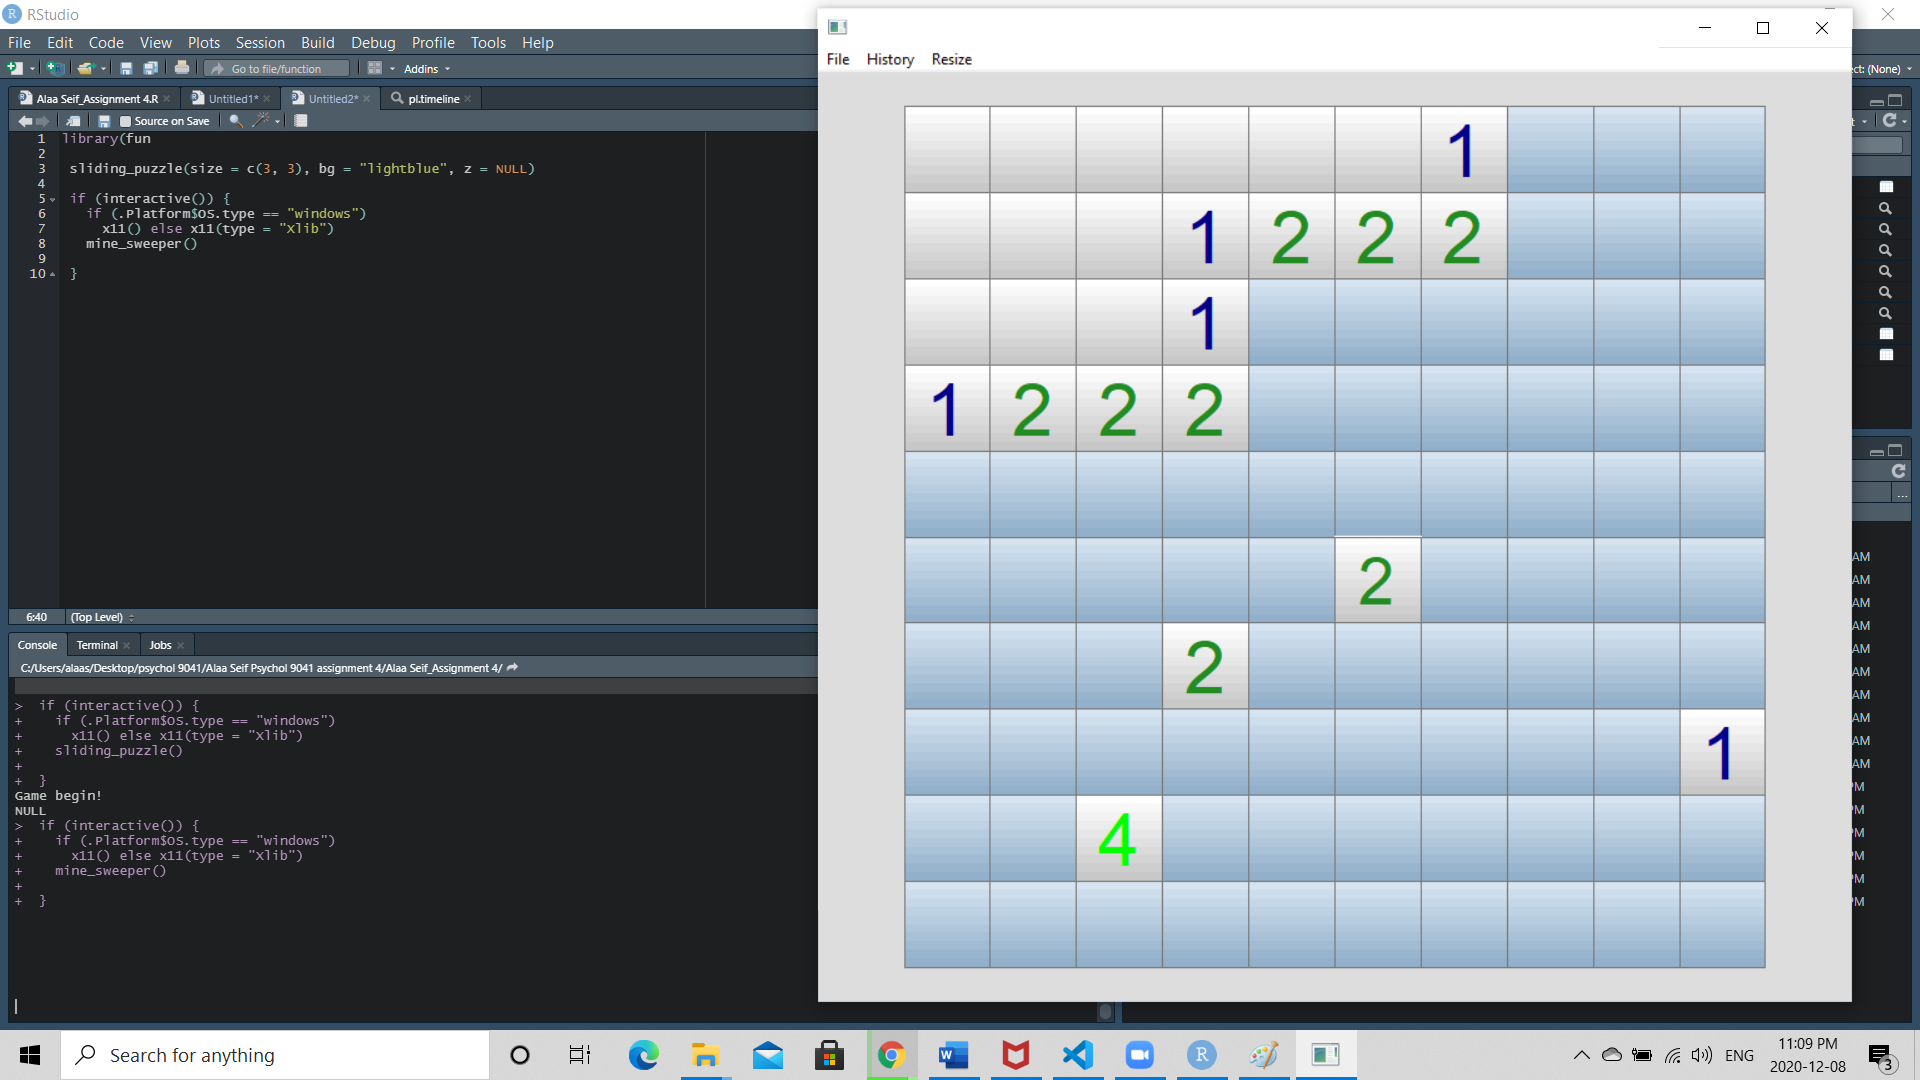 RStudio
File Edit Code View Plots Session Build Debug Profile Tools Help
Go to file/function
Addins
Alaa Seif_Assignment 4.R
Untitled1*
Untitled2*
pl.timeline
Source on Save
1 library(fun
2
3 sliding_puzzle(size = c(3, 3), bg = "lightblue", z = NULL)
4
5 if (interactive()) {
6 if (.Platform$OS.type == "windows")
7 x11() else x11(type = "Xlib")
8 mine_sweeper()
9
10 }
6:40 (Top Level)
Console Terminal Jobs
C:/Users/alaas/Desktop/psychol 9041/Alaa Seif Psychol 9041 assignment 4/Alaa Seif_Assignment 4/
> if (interactive()) {
+ if (.Platform$OS.type == "windows")
+ x11() else x11(type = "Xlib")
+ sliding_puzzle()
+
+ }
Game begin!
NULL
> if (interactive()) {
+ if (.Platform$OS.type == "windows")
+ x11() else x11(type = "Xlib")
+ mine_sweeper()
+
+ }
File History Resize
1
1 2 2 2
1
1 2 2 2
2
2
1
4
(None)
...
AM
AM
AM
AM
AM
AM
AM
AM
AM
AM
Search for anything
ENG
11:09 PM
2020-12-08
3